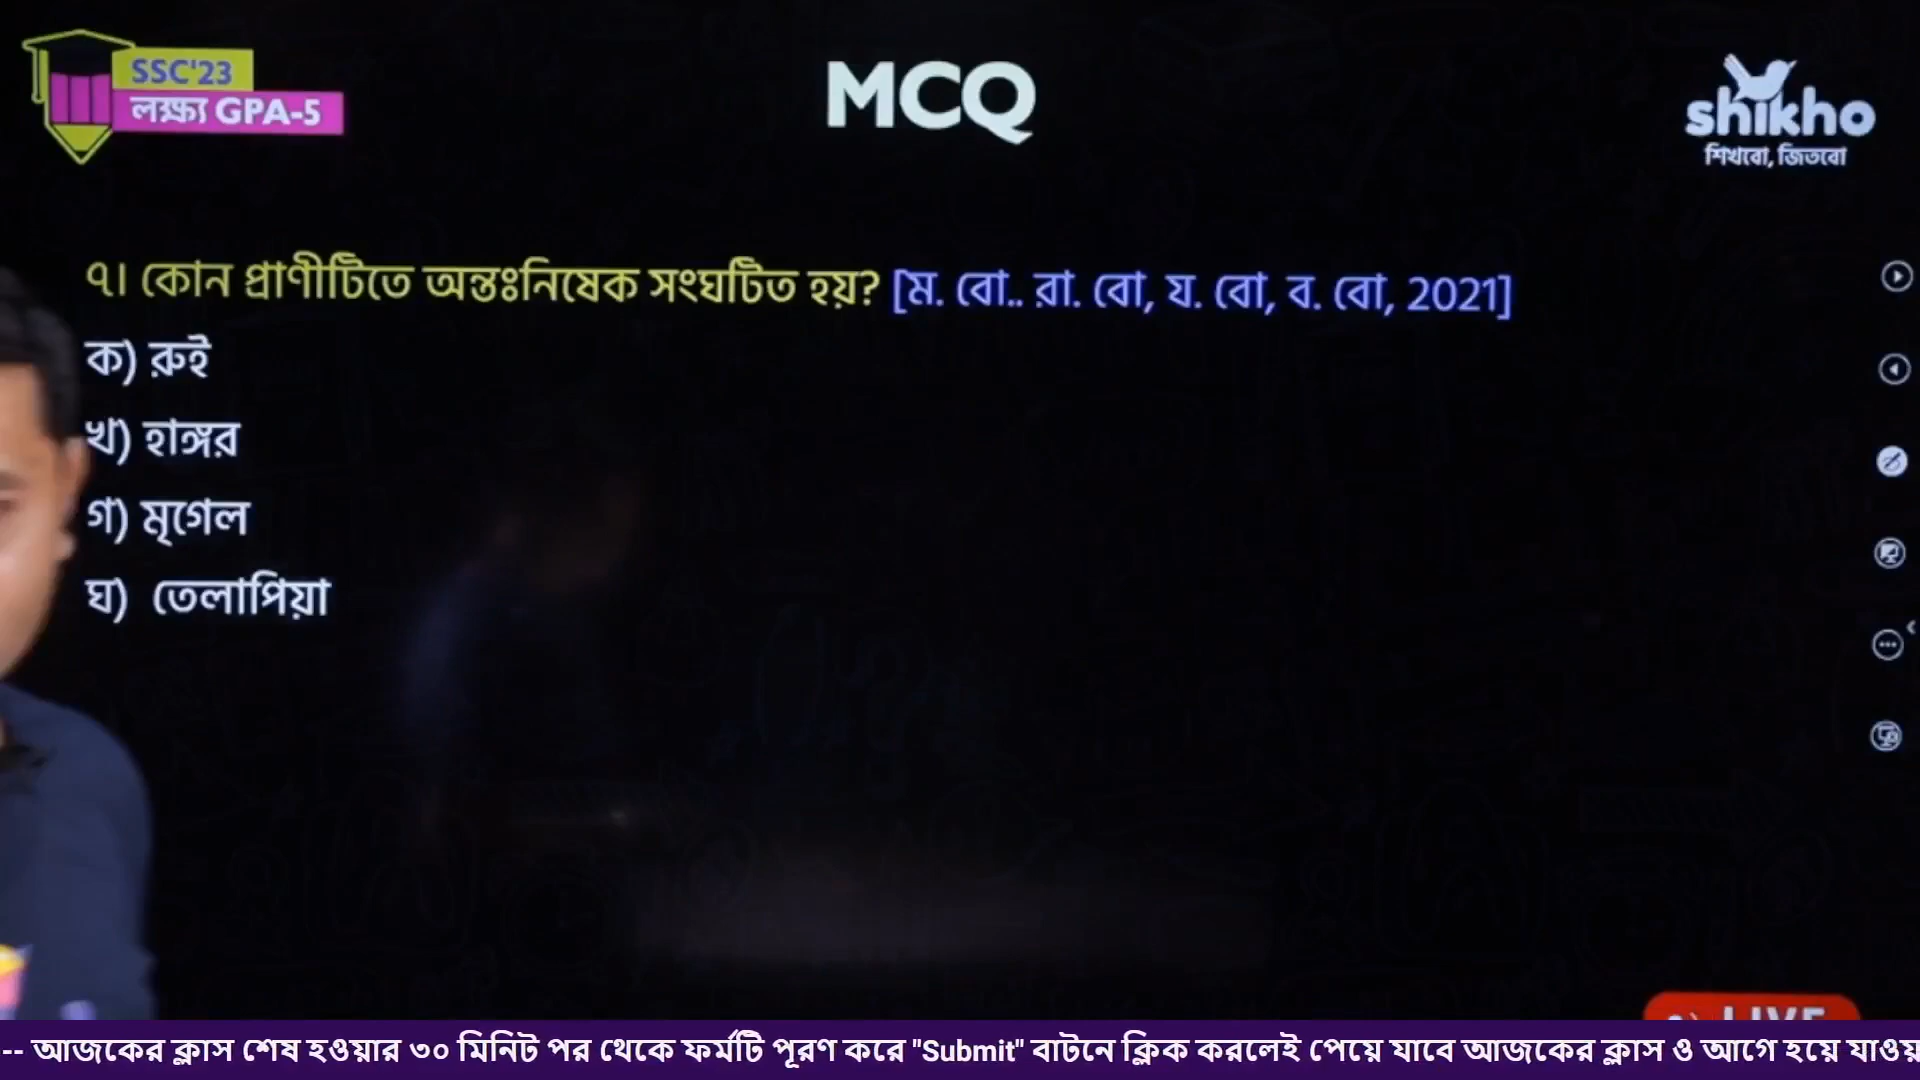 SSC'23
লক্ষ্য GPA-5
MCQ
shikho
শিখবো, জিতবো
৭। কোন প্রাণীটিতে অন্তঃনিষেক সংঘটিত হয়? [ম. বো.. রা. বো, য. বো, ব. বো, 2021]
ক) রুই
খ) হাঙ্গর
গ) মৃগেল
ঘ) তেলাপিয়া
LIVE
-- আজকের ক্লাস শেষ হওয়ার ৩০ মিনিট পর থেকে ফর্মটি পূরণ করে "Submit" বাটনে ক্লিক করলেই পেয়ে যাবে আজকের ক্লাস ও আগে হয়ে যাওয়